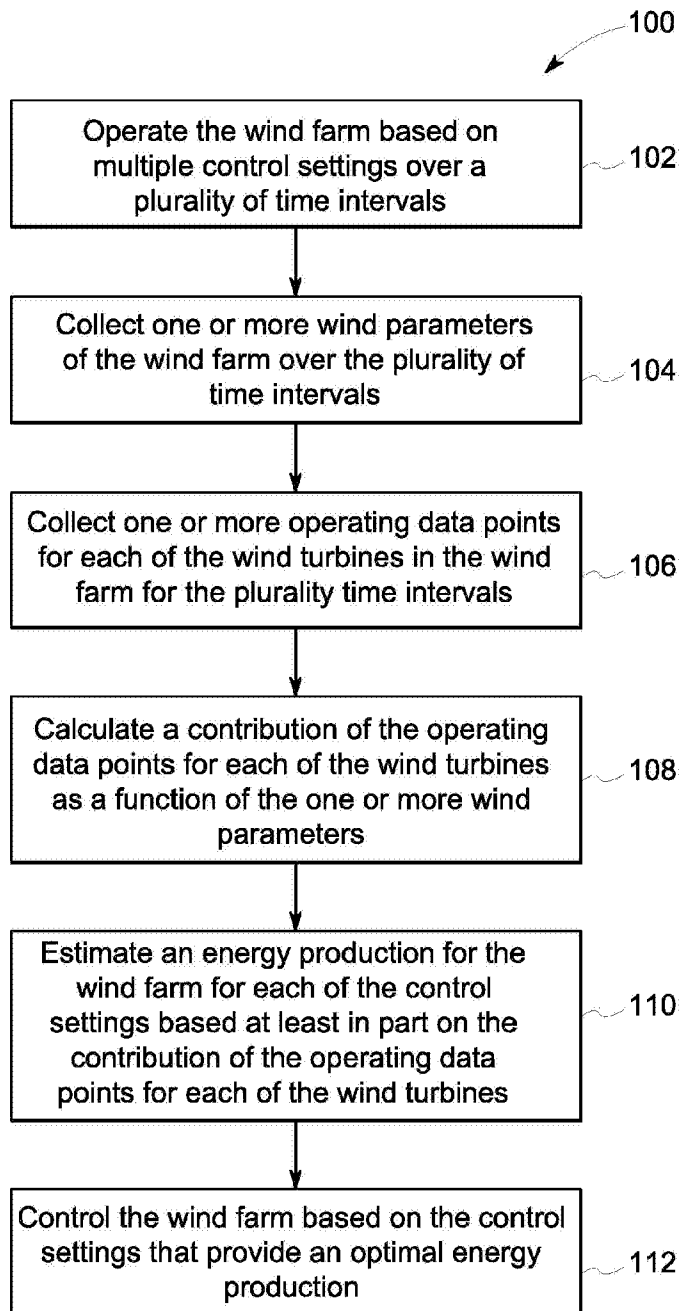 100
Operate the wind farm based on
multiple control settings over a
plurality of time intervals
102
Collect one or more wind parameters
of the wind farm over the plurality of
time intervals
104
Collect one or more operating data points
for each of the wind turbines in the wind
farm for the plurality time intervals
106
Calculate a contribution of the operating
data points for each of the wind turbines
as a function of the one or more wind
parameters
108
Estimate an energy production for the
wind farm for each of the control
settings based at least in part on the
contribution of the operating data
points for each of the wind turbines
110
Control the wind farm based on the control
settings that provide an optimal energy
production
112